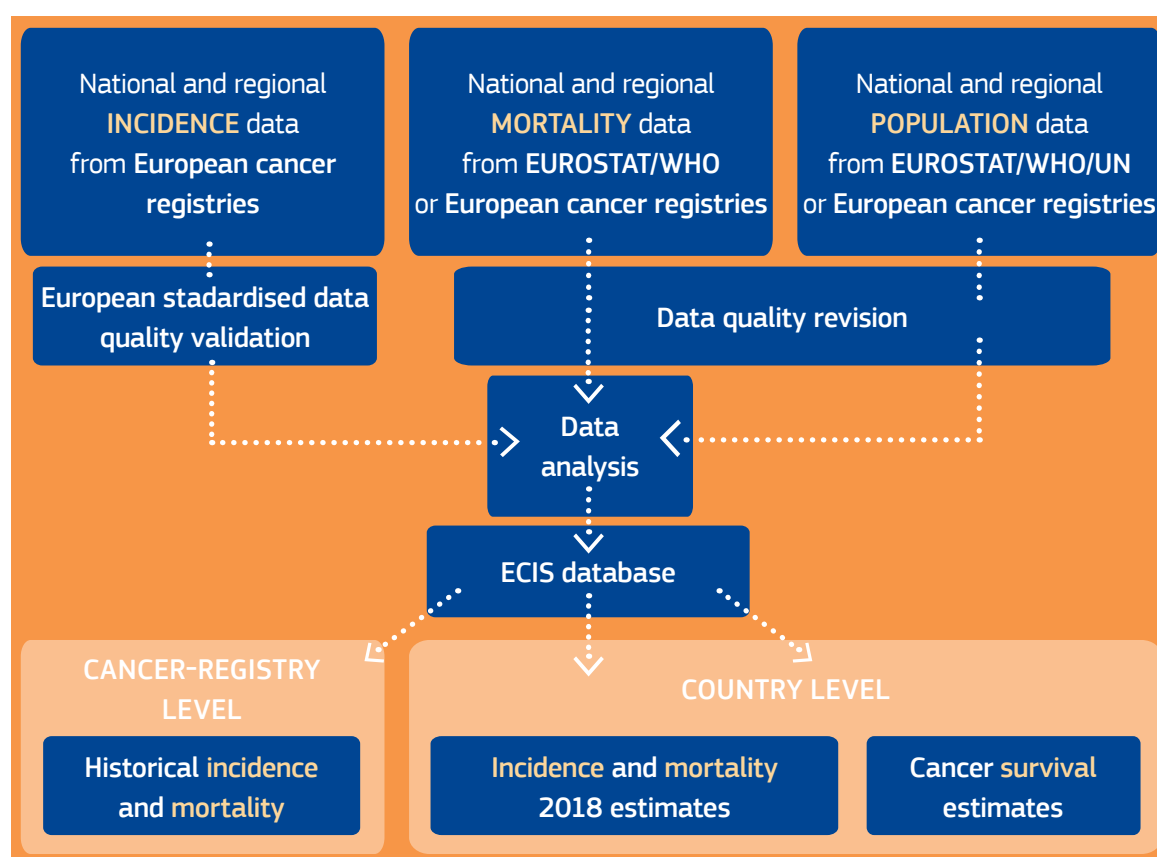 National and regional
INCIDENCE data
from European cancer
registries
National and regional
MORTALITY data
from EUROSTAT/WHO
or European cancer registries
National and regional
POPULATION data
from EUROSTAT/WHO/UN
or European cancer registries
European stadardised data
quality validation
Data quality revision
Data
analysis
ECIS database
CANCER-REGISTRY
LEVEL
Historical incidence
and mortality
COUNTRY LEVEL
Incidence and mortality
2018 estimates
Cancer survival
estimates